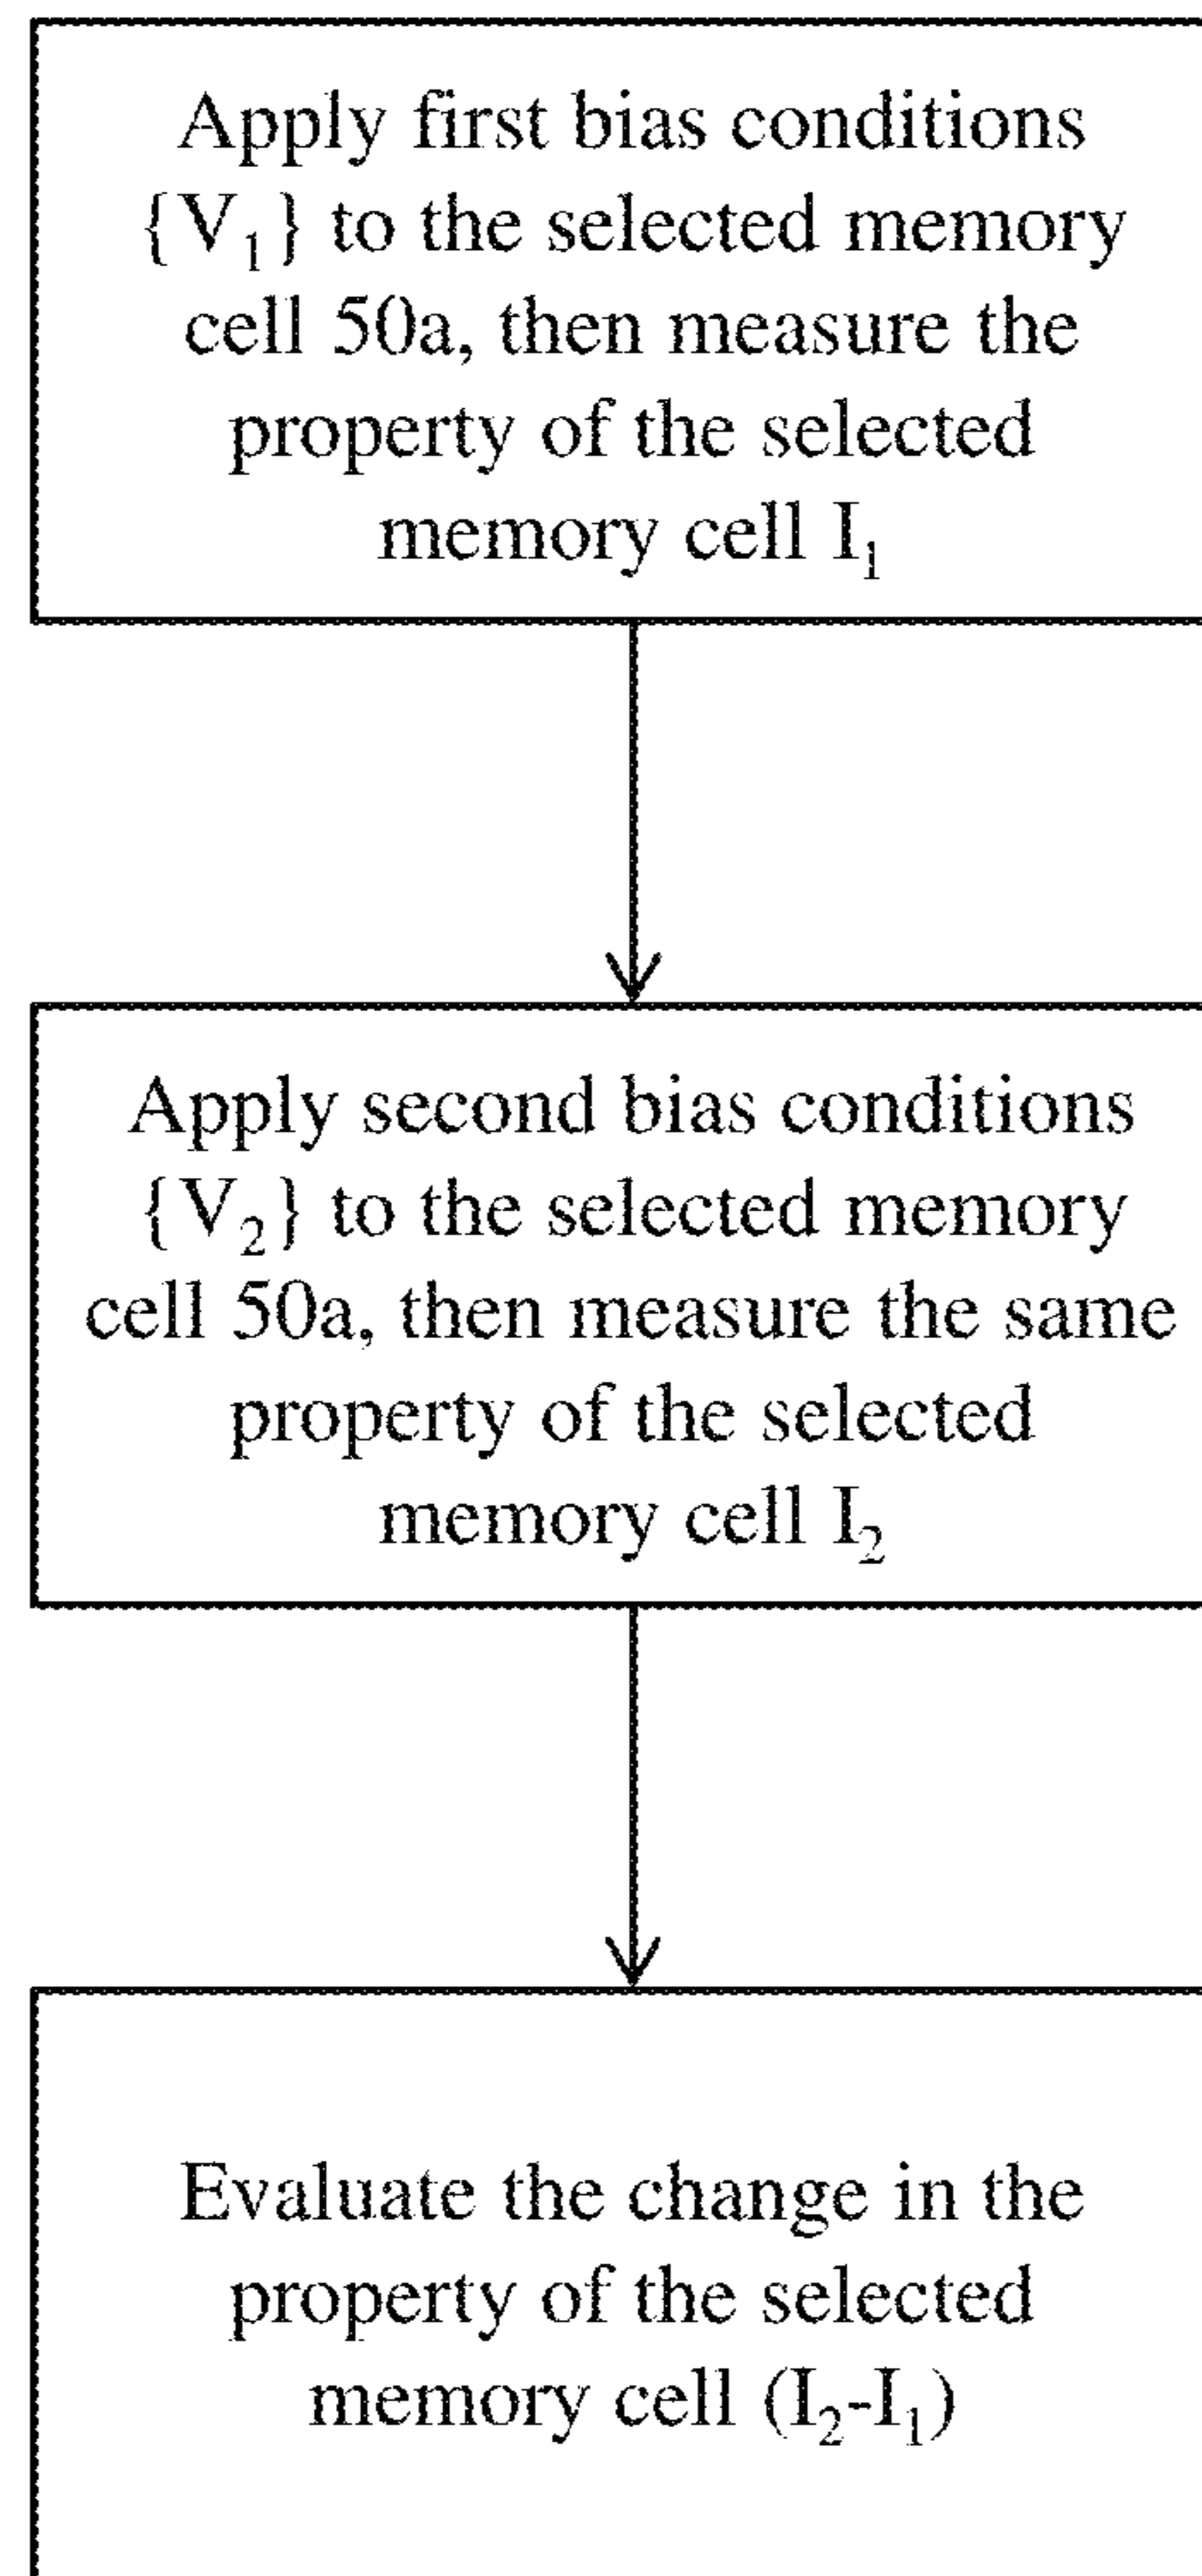 Apply first bias conditions
{V₁} to the selected memory
cell 50a, then measure the
property of the selected
memory cell I₁
Apply second bias conditions
{V₂} to the selected memory
cell 50a, then measure the same
property of the selected
memory cell I₂
Evaluate the change in the
property of the selected
memory cell (I₂-I₁)